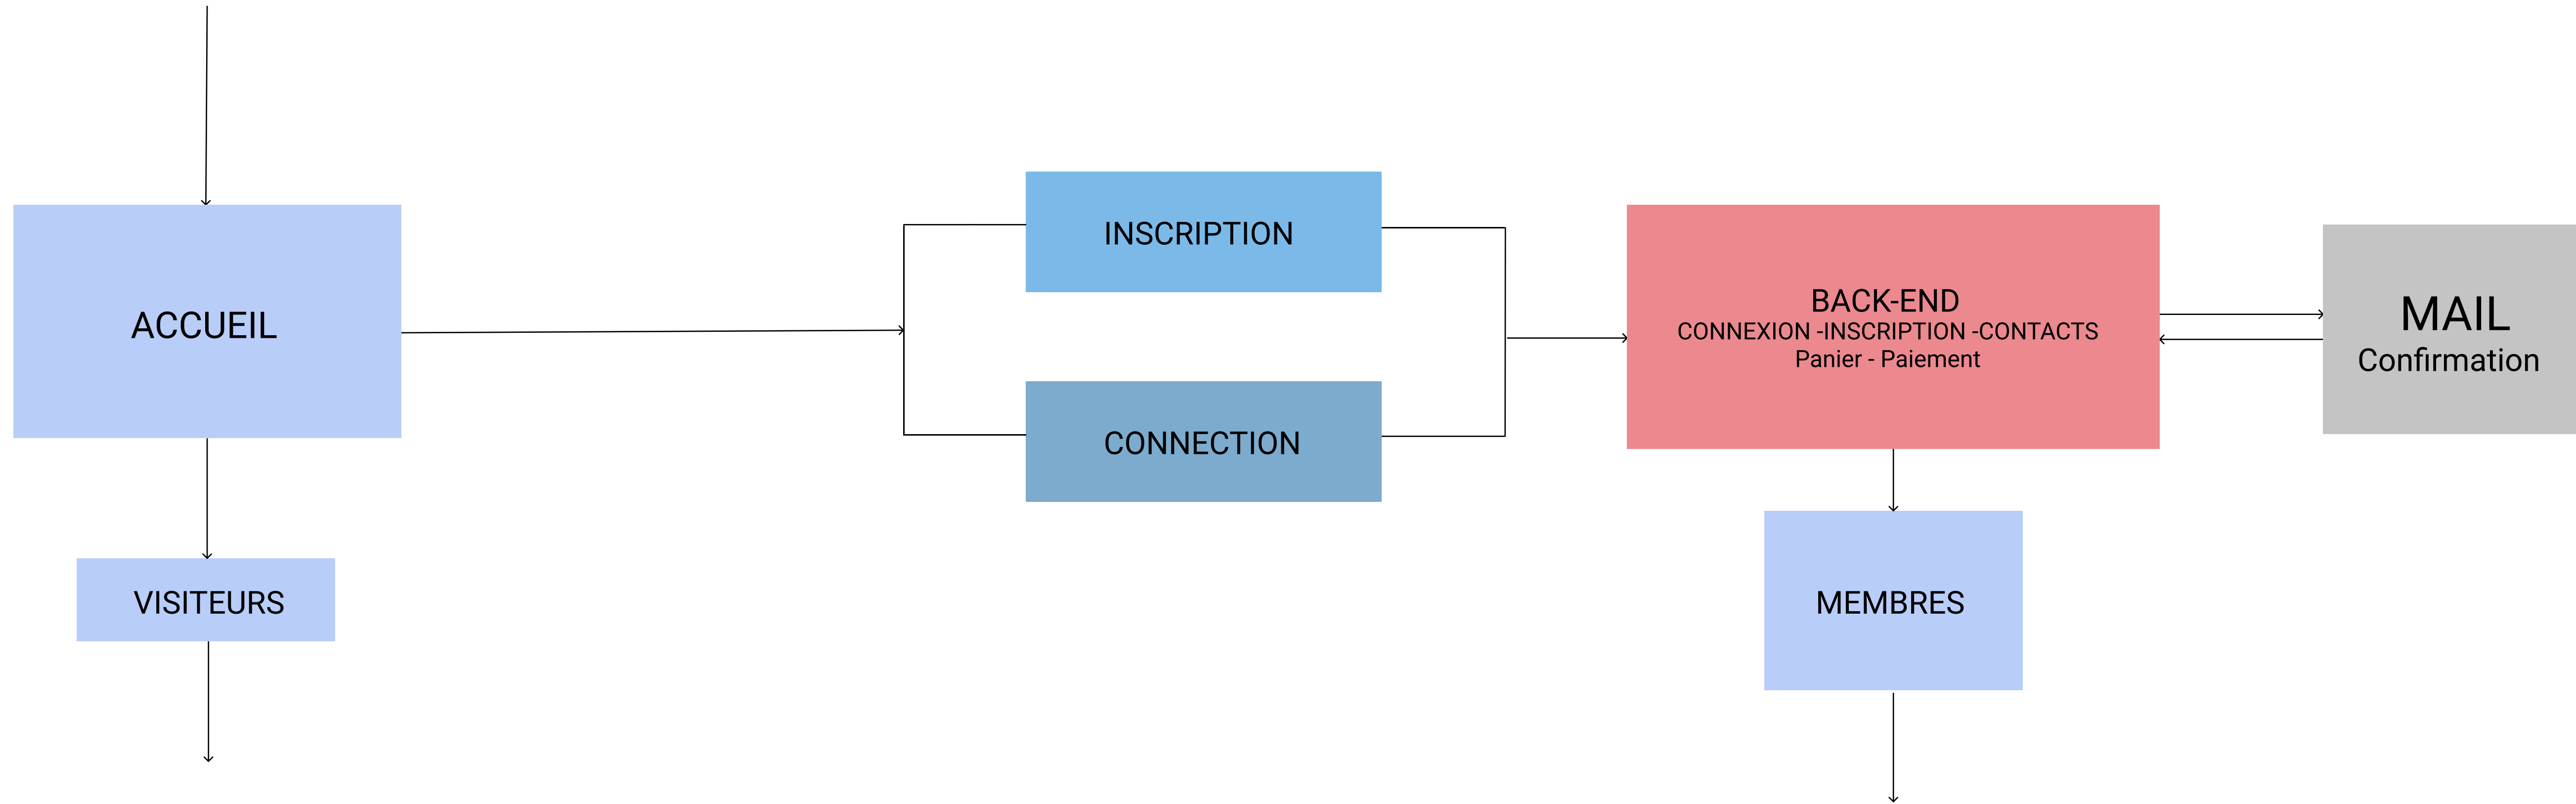 ACCUEIL
VISITEURS
INSCRIPTION
CONNECTION
BACK-END
CONNEXION -INSCRIPTION -CONTACTS
Panier - Paiement
MEMBRES
MAIL
Confirmation